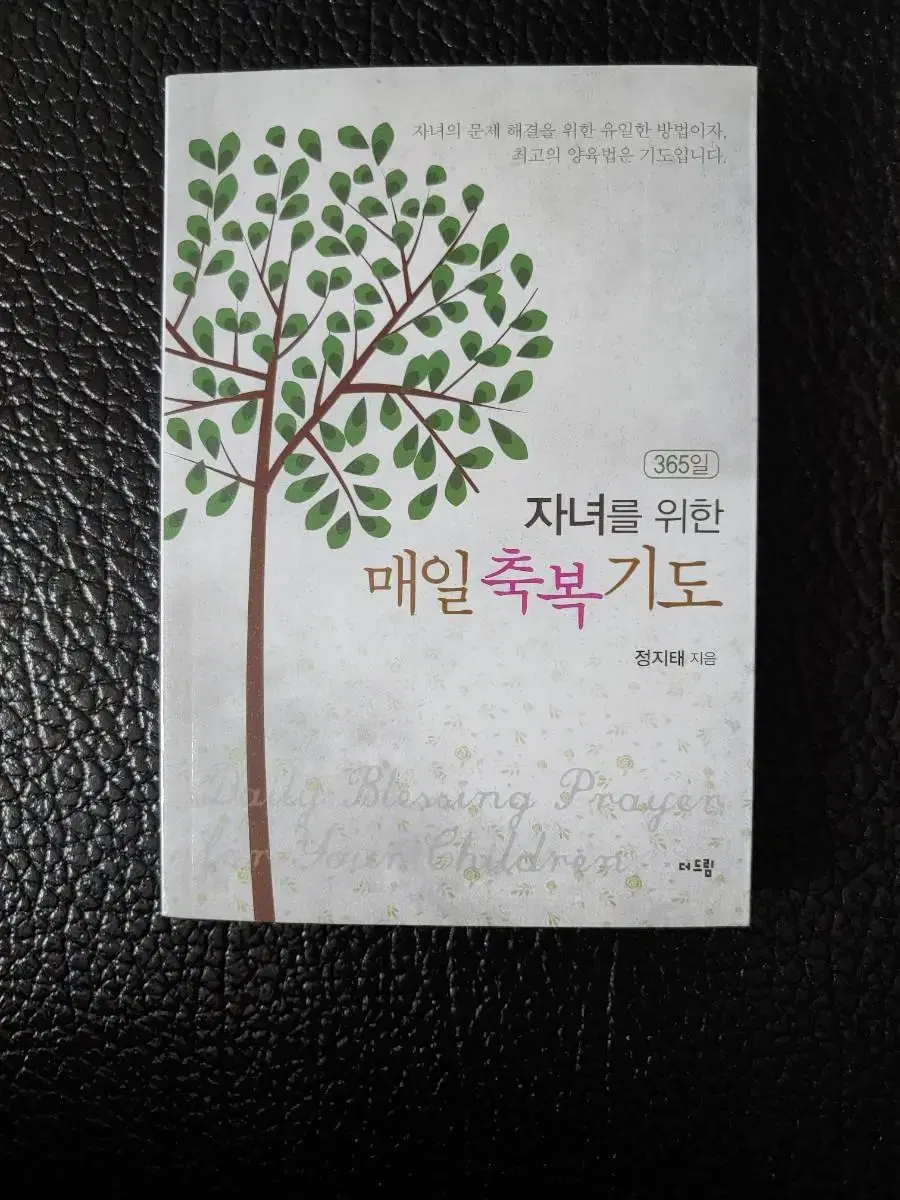 자녀의 문제 해결을 위한 유일한 방법이자,
최고의 양육법은 기도입니다.
365일
자녀를 위한
매일 축복 기도
정지태 지음
Daily Blessing Prayer
for Your Children
더드림